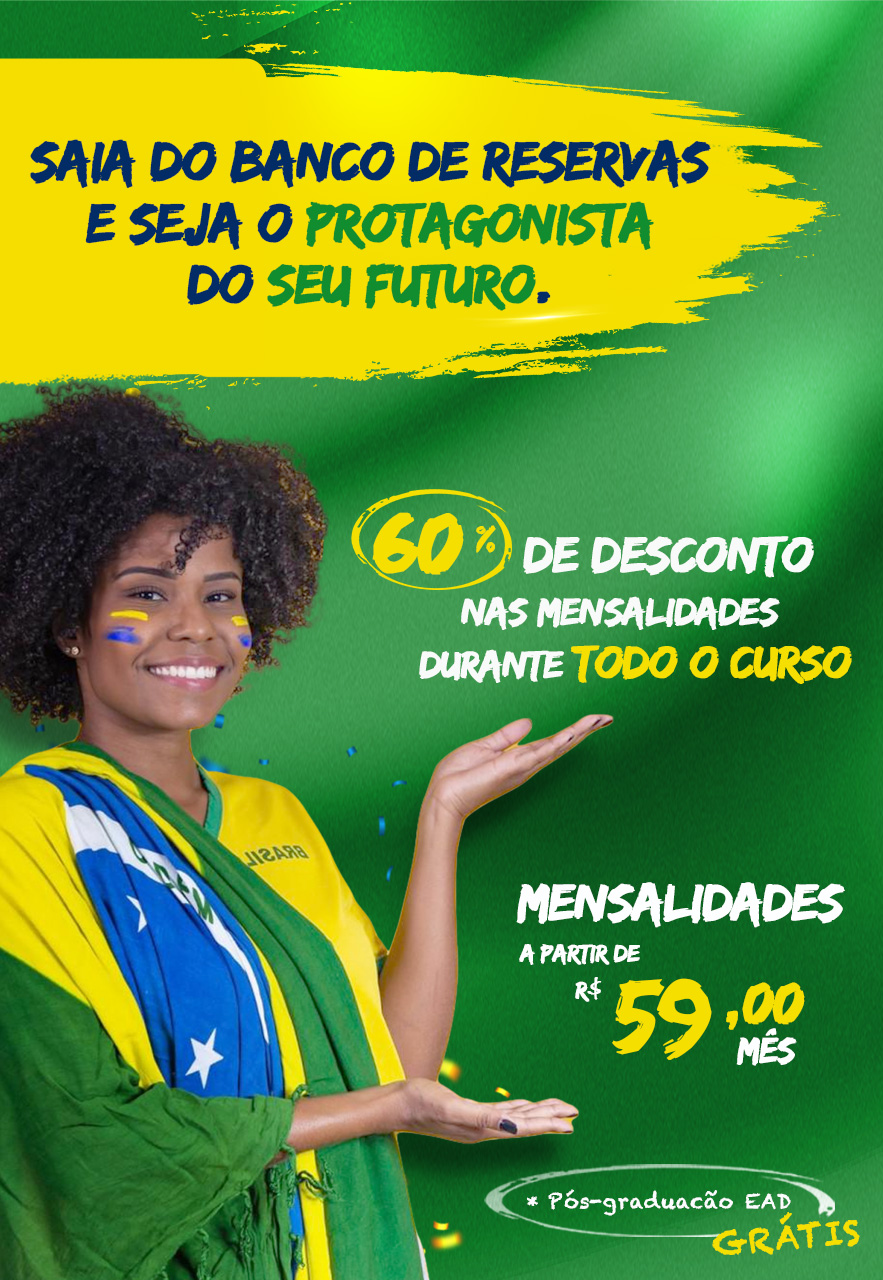 SAIA DO BANCO DE RESERVAS
E SEJA O PROTAGONISTA
DO SEU FUTURO.
60% DE DESCONTO
NAS MENSALIDADES
DURANTE TODO O CURSO
BRASIL
MENSALIDADES
A PARTIR DE
R$ 59,00
MÊS
* Pós-graduacão EAD
GRÁTIS